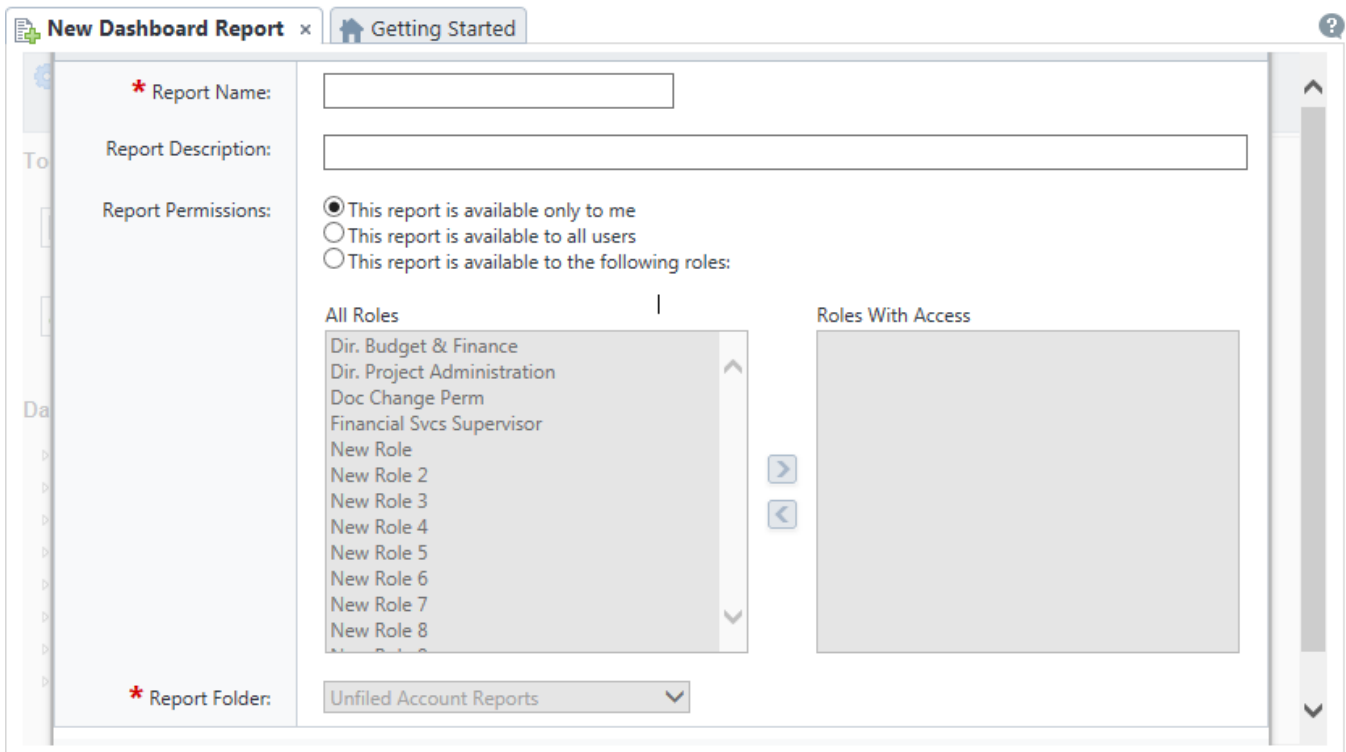 New Dashboard Report × Getting Started
* Report Name:
Report Description:
To
Report Permissions:
This report is available only to me
This report is available to all users
This report is available to the following roles:
All Roles
Roles With Access
Dir. Budget & Finance
Dir. Project Administration
Doc Change Perm
Da
Financial Svcs Supervisor
New Role
New Role 2
New Role 3
New Role 4
New Role 5
New Role 6
New Role 7
New Role 8
* Report Folder:
Unfiled Account Reports